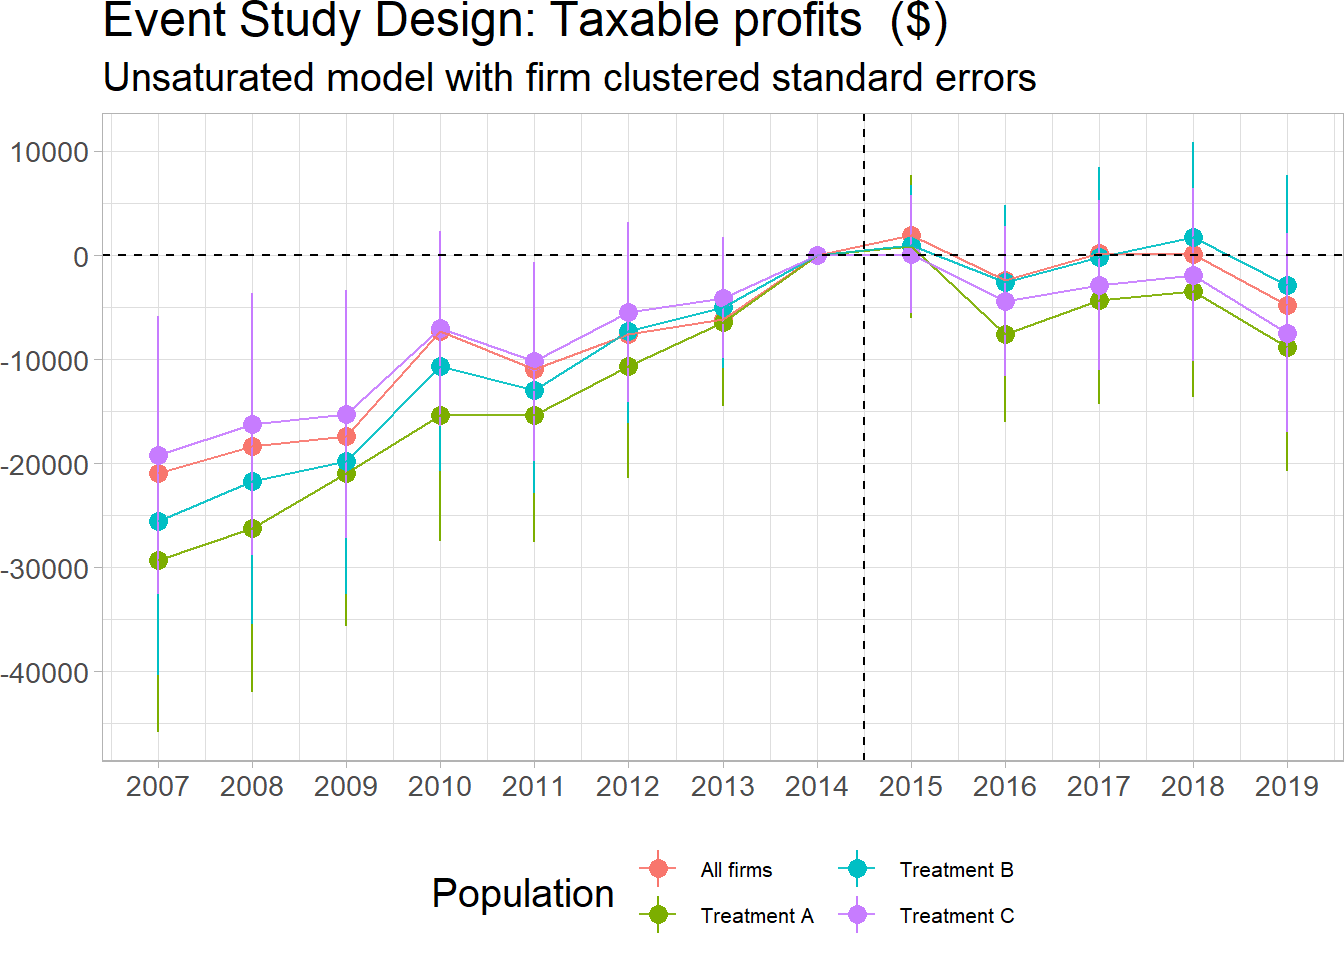 Event Study Design: Taxable profits  ($)
Unsaturated model with firm clustered standard errors
10000
0
-10000
-20000
-30000
-40000
2007 2008 2009 2010 2011 2012 2013 2014 2015 2016 2017 2018 2019
Population
All firms
Treatment A
Treatment B
Treatment C